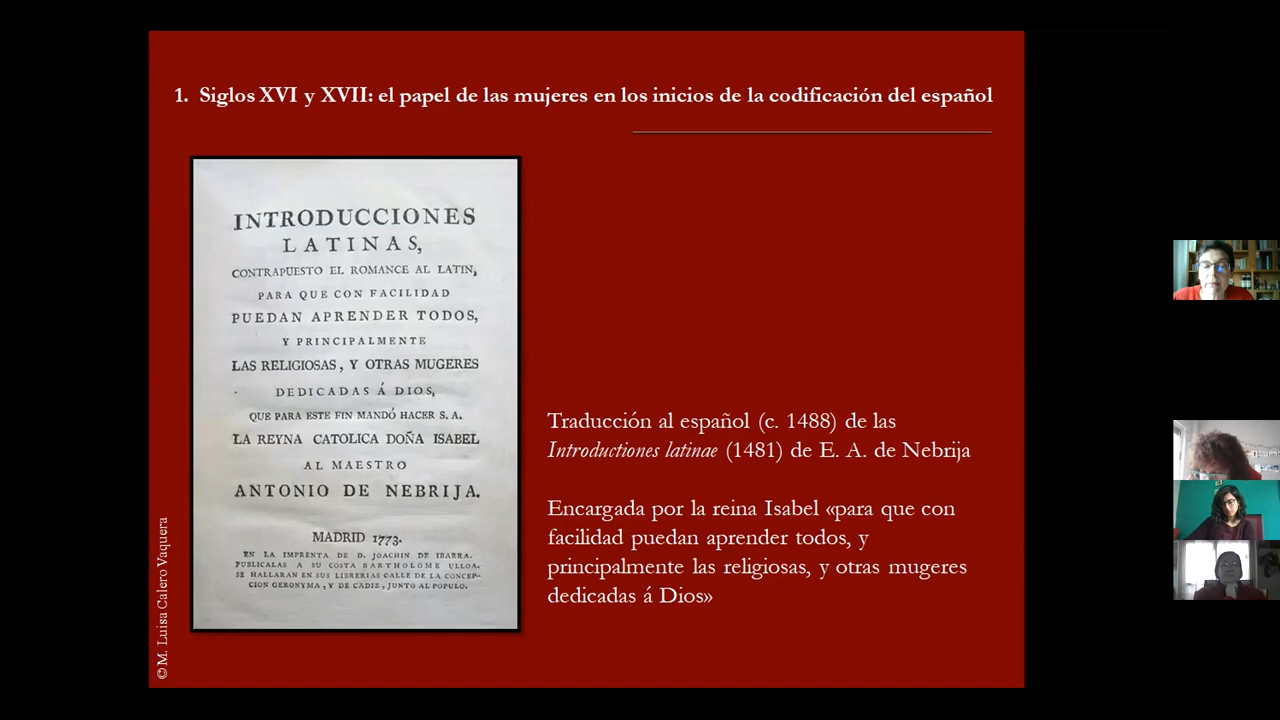 1. Siglos XVI y XVII: el papel de las mujeres en los inicios de la codificación del español
INTRODUCCIONES
LATINAS,
CONTRAPUESTO EL ROMANCE AL LATIN,
PARA QUE CON FACILIDAD
PUEDAN APRENDER TODOS,
Y PRINCIPALMENTE
LAS RELIGIOSAS, Y OTRAS MUGERES
DEDICADAS Á DIOS,
QUE PARA ESTE FIN MANDÓ HACER S. A.
LA REYNA CATOLICA DOÑA ISABEL
AL MAESTRO
ANTONIO DE NEBRIJA.
MADRID 1773.
EN LA IMPRENTA DE D. JOACHIN DE IBARRA.
PUBLICALAS A SU COSTA BARTHOLOME ULLOA.
SE HALLARAN EN SUS LIBRERIAS CALLE DE LA CONCEP-
CION GERONYMA, Y DE CADIZ, JUNTO AL POPULO.
Traducción al español (c. 1488) de las
Introductiones latinae (1481) de E. A. de Nebrija
Encargada por la reina Isabel «para que con
facilidad puedan aprender todos, y
principalmente las religiosas, y otras mugeres
dedicadas á Dios»
©M. Luisa Calero Vaquera